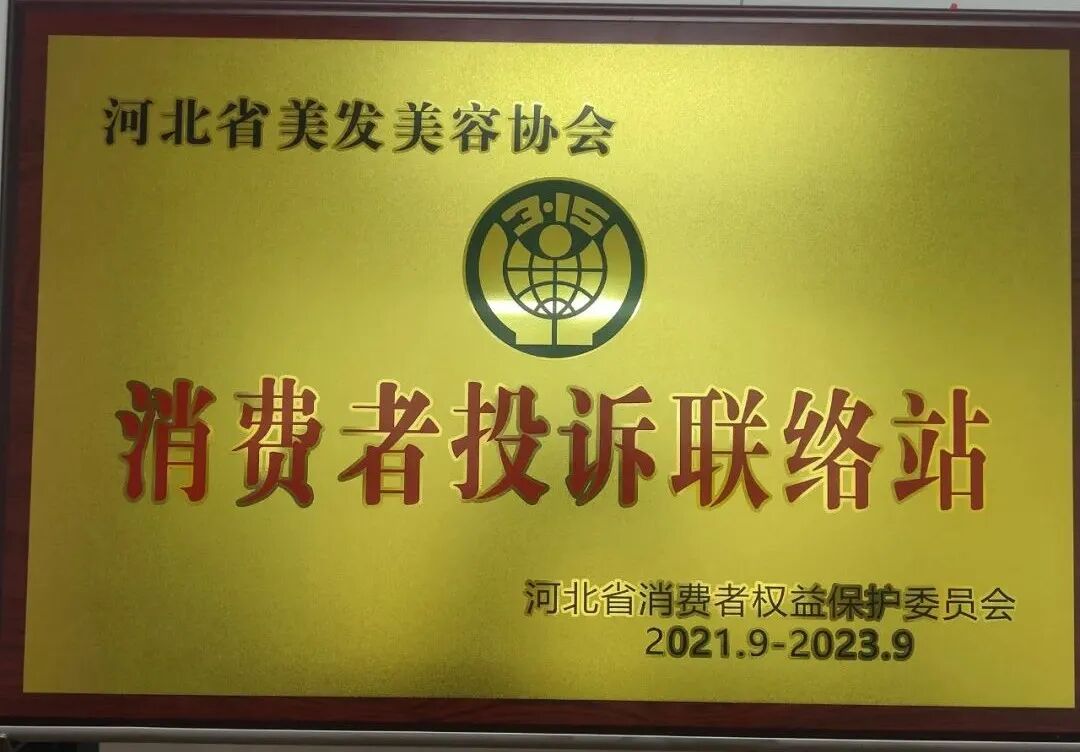 河北省美发美容协会
3·15
消费者投诉联络站
河北省消费者权益保护委员会
2021.9-2023.9